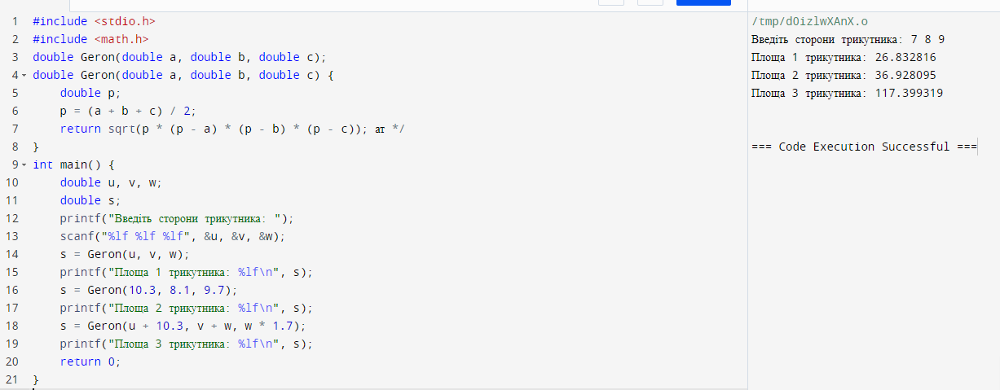 1 #include <stdio.h>
2 #include <math.h>
3 double Geron(double a, double b, double c);
4 double Geron(double a, double b, double c) {
5 double p;
6 p = (a + b + c) / 2;
7 return sqrt(p * (p - a) * (p - b) * (p - c)); ат */
8 }
9 int main() {
10 double u, v, w;
11 double s;
12 printf("Введіть сторони трикутника: ");
13 scanf("%lf %lf %lf", &u, &v, &w);
14 s = Geron(u, v, w);
15 printf("Площа 1 трикутника: %lf\n", s);
16 s = Geron(10.3, 8.1, 9.7);
17 printf("Площа 2 трикутника: %lf\n", s);
18 s = Geron(u + 10.3, v + w, w * 1.7);
19 printf("Площа 3 трикутника: %lf\n", s);
20 return 0;
21 }
/tmp/dOizlwXAnX.o
Введіть сторони трикутника: 7 8 9
Площа 1 трикутника: 26.832816
Площа 2 трикутника: 36.928095
Площа 3 трикутника: 117.399319
=== Code Execution Successful ===